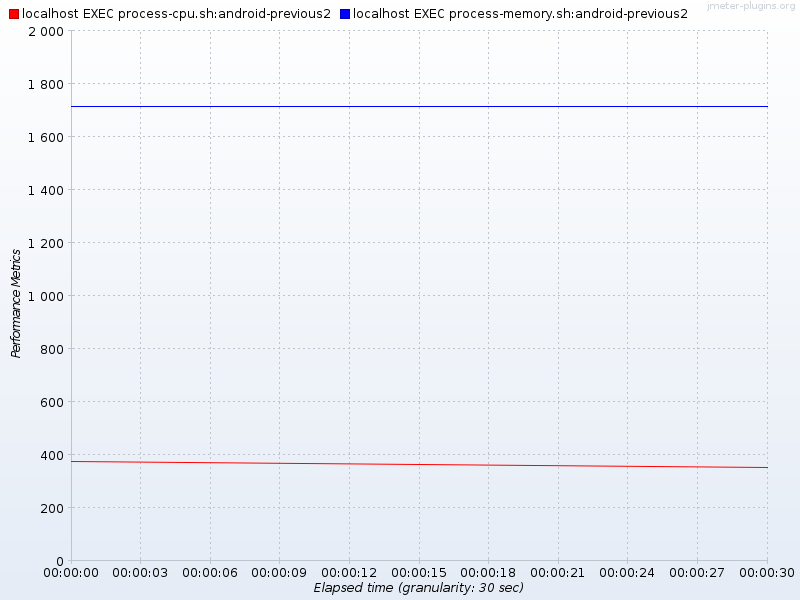 localhost EXEC process-cpu.sh:android-previous2 localhost EXEC process-memory.sh:android-previous2
jmeter-plugins.org
2 000
1 800
1 600
1 400
1 200
1 000
800
600
400
200
0
Performance Metrics
00:00:00 00:00:03 00:00:06 00:00:09 00:00:12 00:00:15 00:00:18 00:00:21 00:00:24 00:00:27 00:00:30
Elapsed time (granularity: 30 sec)